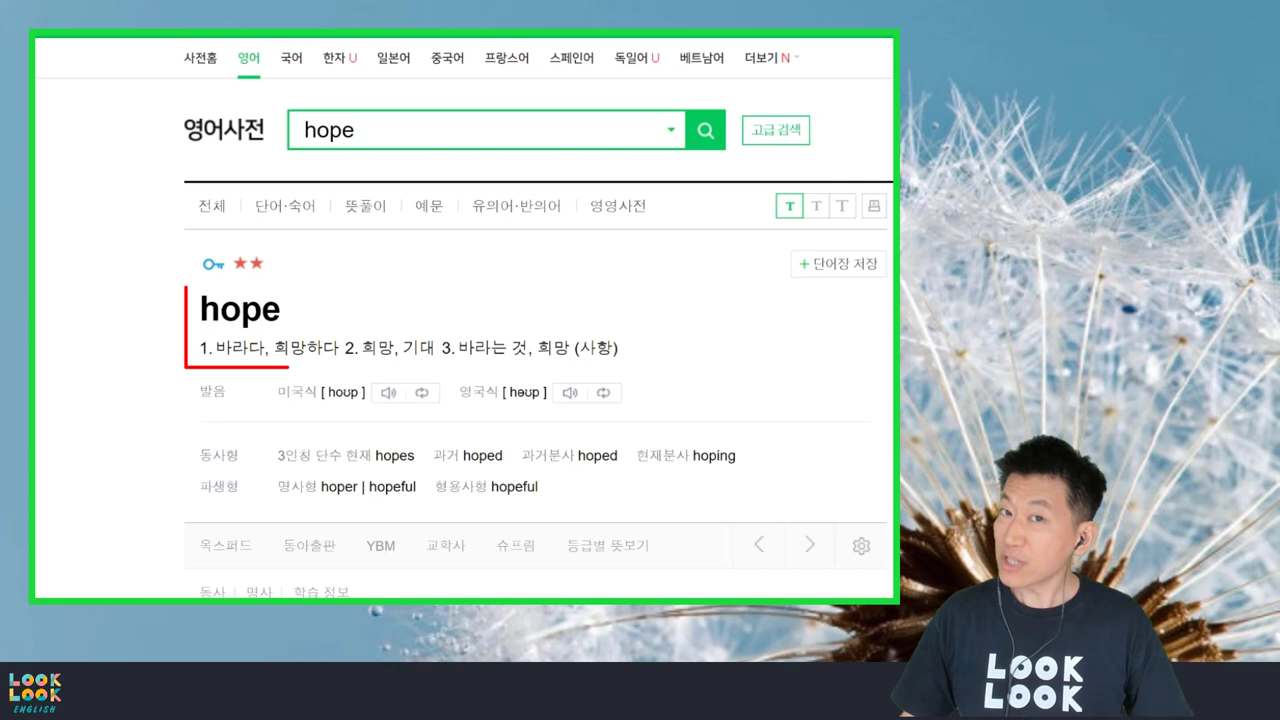 사전홈 영어 국어 한자 U 일본어 중국어 프랑스어 스페인어 독일어 U 베트남어 더보기 N
영어사전 hope 고급 검색
전체 단어·숙어 뜻풀이 예문 유의어·반의어 영영사전 T T T
+ 단어장 저장
hope
1. 바라다, 희망하다 2. 희망, 기대 3. 바라는 것, 희망 (사항)
발음 미국식 [ hoʊp ] 영국식 [ həʊp ]
동사형 3인칭 단수 현재 hopes 과거 hoped 과거분사 hoped 현재분사 hoping
파생형 명사형 hoper | hopeful 형용사형 hopeful
옥스퍼드 동아출판 YBM 교학사 슈프림 등급별 뜻보기
동사 명사 학습 정보
LOOK
LOOK
LOOK
LOOK
ENGLISH